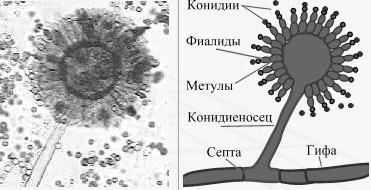 Конидии
Фиалиды
Метулы
Конидиеносец
Септа
Гифа